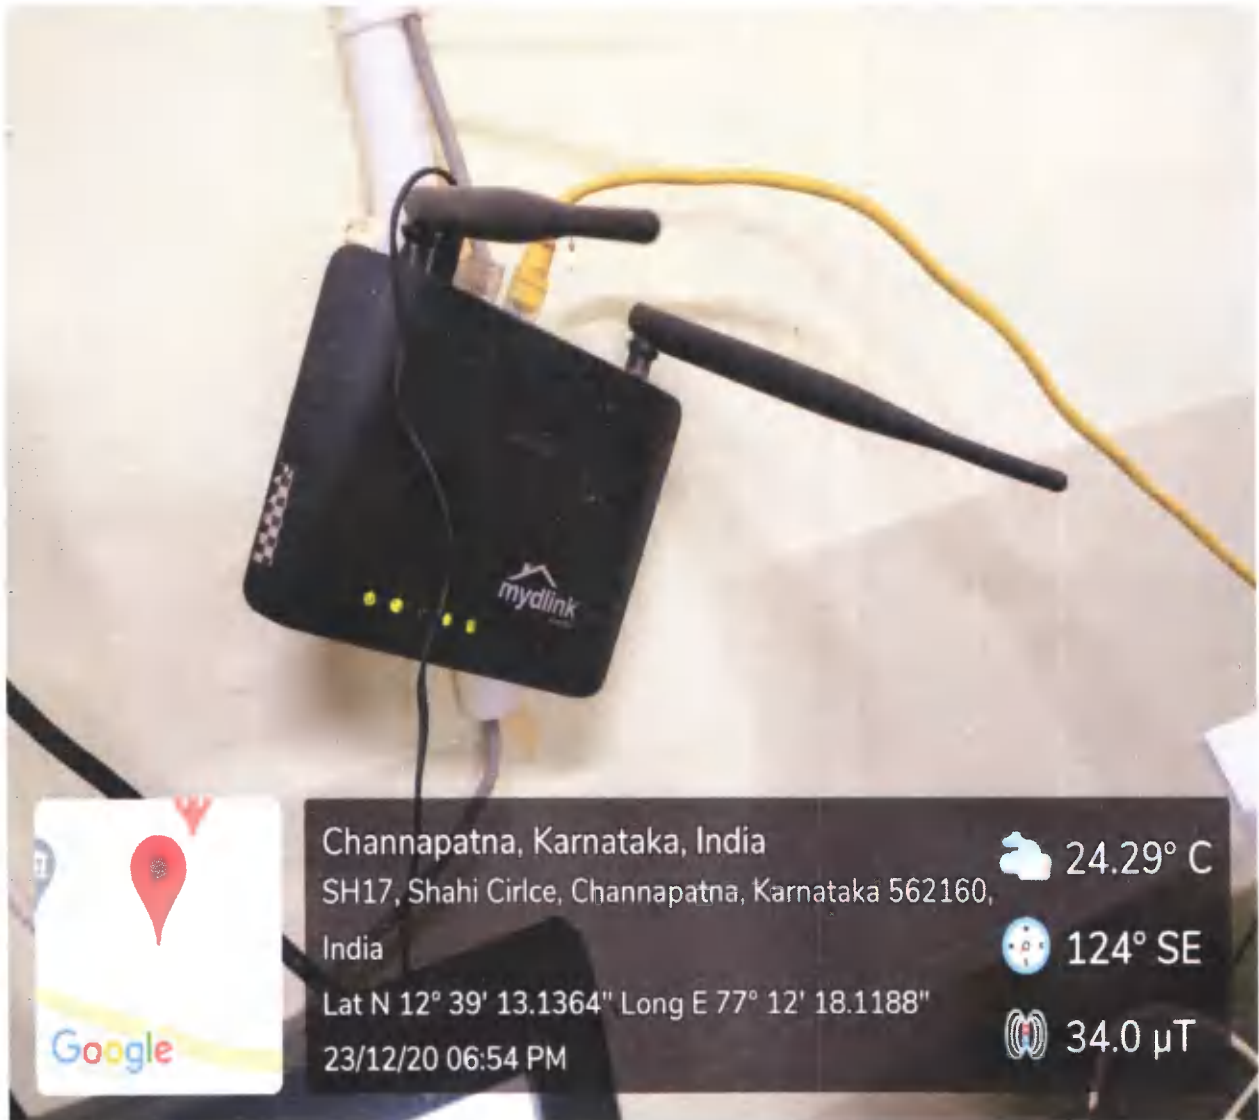 mydlink
Channapatna, Karnataka, India
SH17, Shahi Cirlce, Channapatna, Karnataka 562160,
India
Lat N 12° 39' 13.1364" Long E 77° 12' 18.1188"
23/12/20 06:54 PM
24.29° C
124° SE
34.0 µT
Google